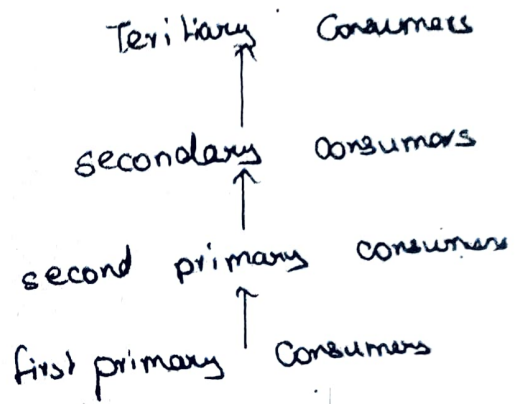 Teritiary Consumers
secondary consumers
second primary consumers
first primary Consumers